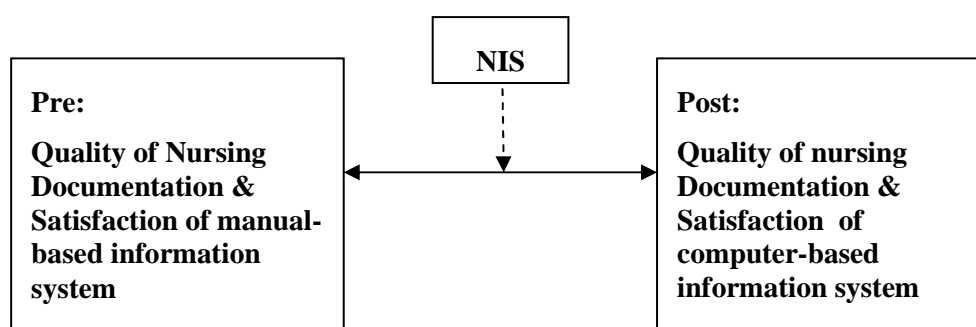 NIS
Pre:
Quality of Nursing
Documentation &
Satisfaction of manual-
based information
system
Post:
Quality of nursing
Documentation &
Satisfaction of
computer-based
information system